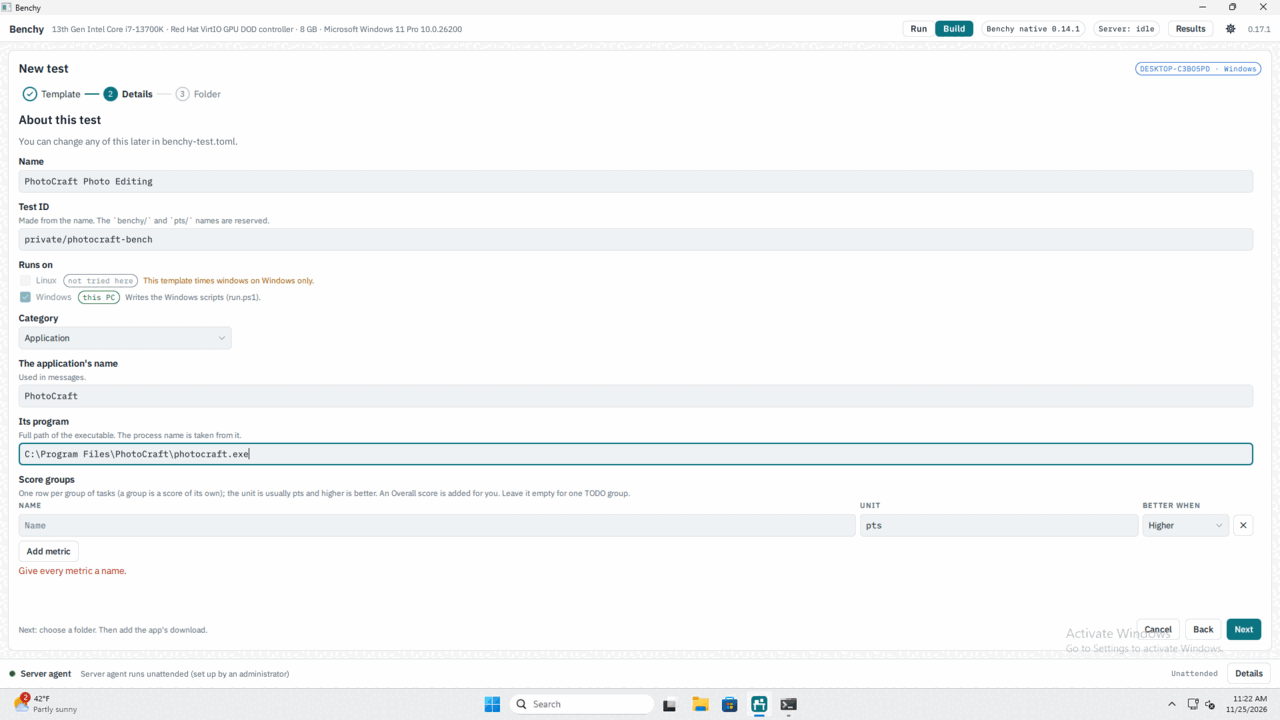 Benchy
Benchy 13th Gen Intel Core i7-13700K · Red Hat VirtIO GPU DOD controller · 8 GB · Microsoft Windows 11 Pro 10.0.26200 Run Build Benchy native 0.14.1 Server: idle Results 0.17.1
New test DESKTOP-C3BO5PD · Windows
Template 2 Details 3 Folder
About this test
You can change any of this later in benchy-test.toml.
Name
PhotoCraft Photo Editing
Test ID
Made from the name. The `benchy/` and `pts/` names are reserved.
private/photocraft-bench
Runs on
Linux not tried here This template times windows on Windows only.
Windows this PC Writes the Windows scripts (run.ps1).
Category
Application
The application's name
Used in messages.
PhotoCraft
Its program
Full path of the executable. The process name is taken from it.
C:\Program Files\PhotoCraft\photocraft.exe
Score groups
One row per group of tasks (a group is a score of its own); the unit is usually pts and higher is better. An Overall score is added for you. Leave it empty for one TODO group.
NAME UNIT BETTER WHEN
Name pts Higher
Add metric
Give every metric a name.
Next: choose a folder. Then add the app's download. Cancel Back Next
Activate Windows
Go to Settings to activate Windows.
Server agent Server agent runs unattended (set up by an administrator) Unattended Details
2 42°F Search 11:22 AM
Partly sunny 11/25/2026